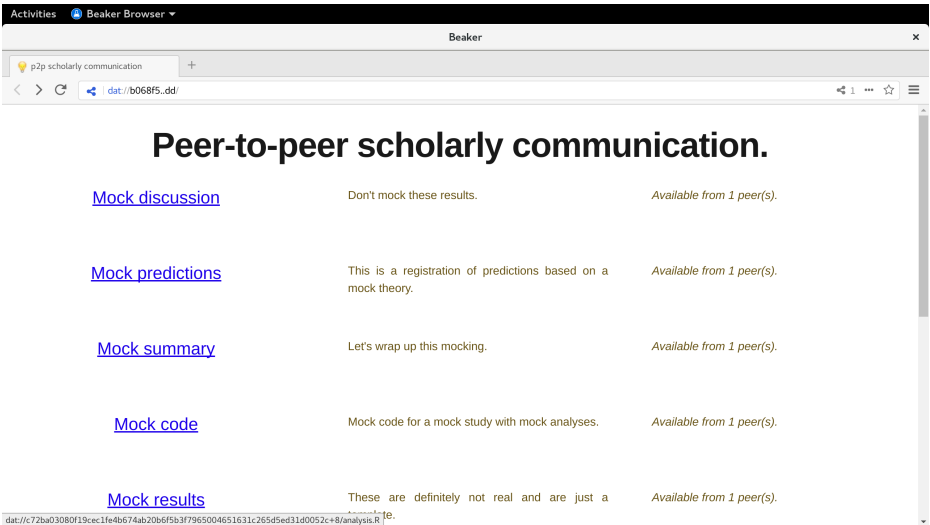 Activities Beaker Browser
Beaker
p2p scholarly communication
dat://b068f5..dd/ 1
Peer-to-peer scholarly communication.
Mock discussion Don't mock these results. Available from 1 peer(s).
Mock predictions This is a registration of predictions based on a Available from 1 peer(s).
mock theory.
Mock summary Let's wrap up this mocking. Available from 1 peer(s).
Mock code Mock code for a mock study with mock analyses. Available from 1 peer(s).
Mock results These are definitely not real and are just a Available from 1 peer(s).
template.
dat://c72ba03080f19cec1fe4b674ab20b6f5b3f7965004651631c265d5ed31d0052c+8/analysis.R